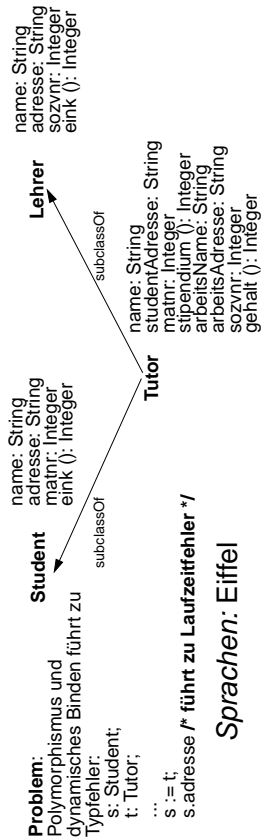 Problem:
Polymorphismus und
dynamisches Binden führt zu
Typfehler:
s: Student;
t: Tutor;
...
s := t;
s.adresse /* führt zu Laufzeitfehler */
Sprachen: Eiffel
Student
name: String
adresse: String
matnr: Integer
eink (): Integer
subclassOf
Lehrer
name: String
adresse: String
sozvnr: Integer
eink (): Integer
subclassOf
Tutor
name: String
studentAdresse: String
matnr: Integer
stipendium (): Integer
arbeitsName: String
arbeitsAdresse: String
sozvnr: Integer
gehalt (): Integer